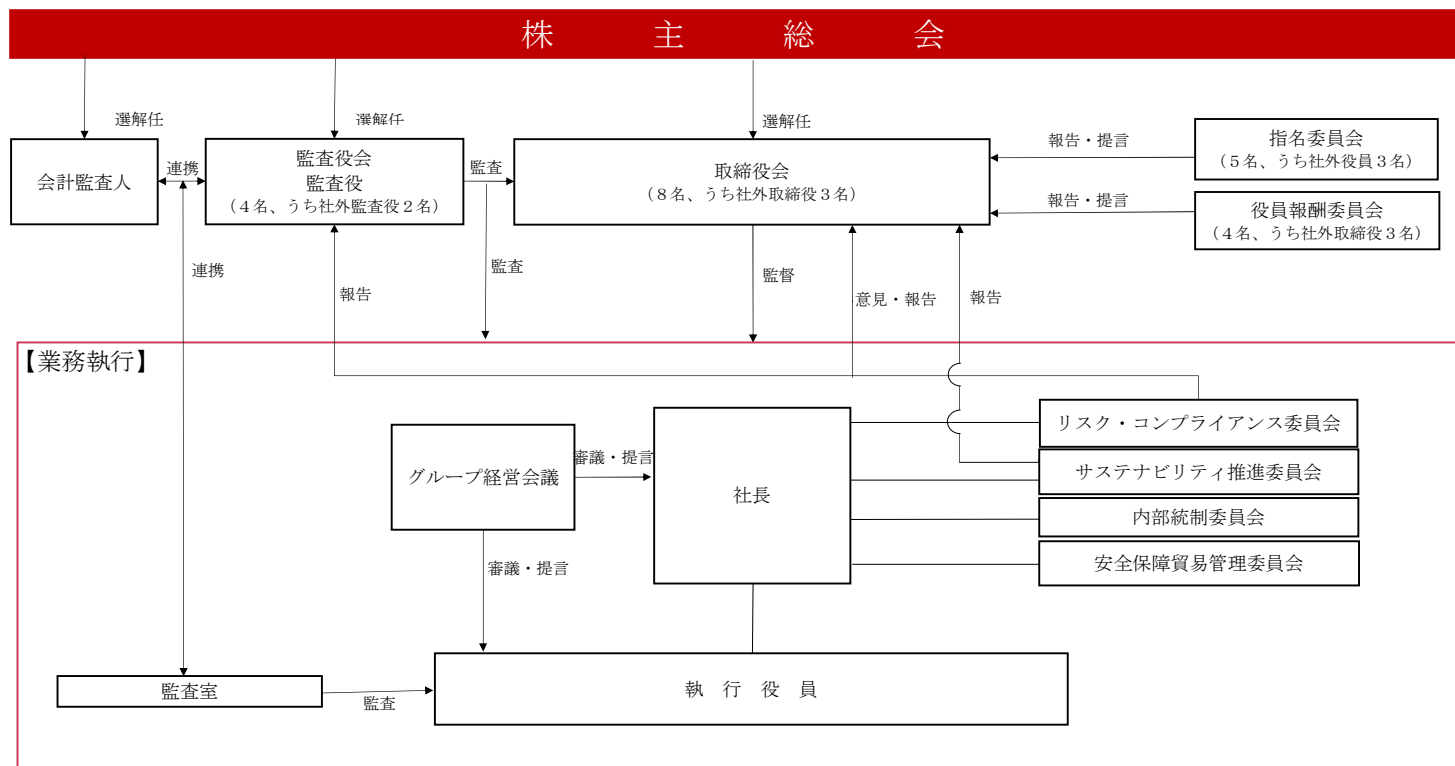 株主総会
選解任
選解任
選解任
会計監査人
連携
監査役会
監査役
（４名、うち社外監査役２名）
監査
取締役会
（８名、うち社外取締役３名）
報告・提言
指名委員会
（５名、うち社外役員３名）
報告・提言
役員報酬委員会
（４名、うち社外取締役３名）
連携
報告
監査
監督
意見・報告
報告
【業務執行】
グループ経営会議
審議・提言
社長
リスク・コンプライアンス委員会
サステナビリティ推進委員会
内部統制委員会
安全保障貿易管理委員会
審議・提言
監査室
監査
執行役員